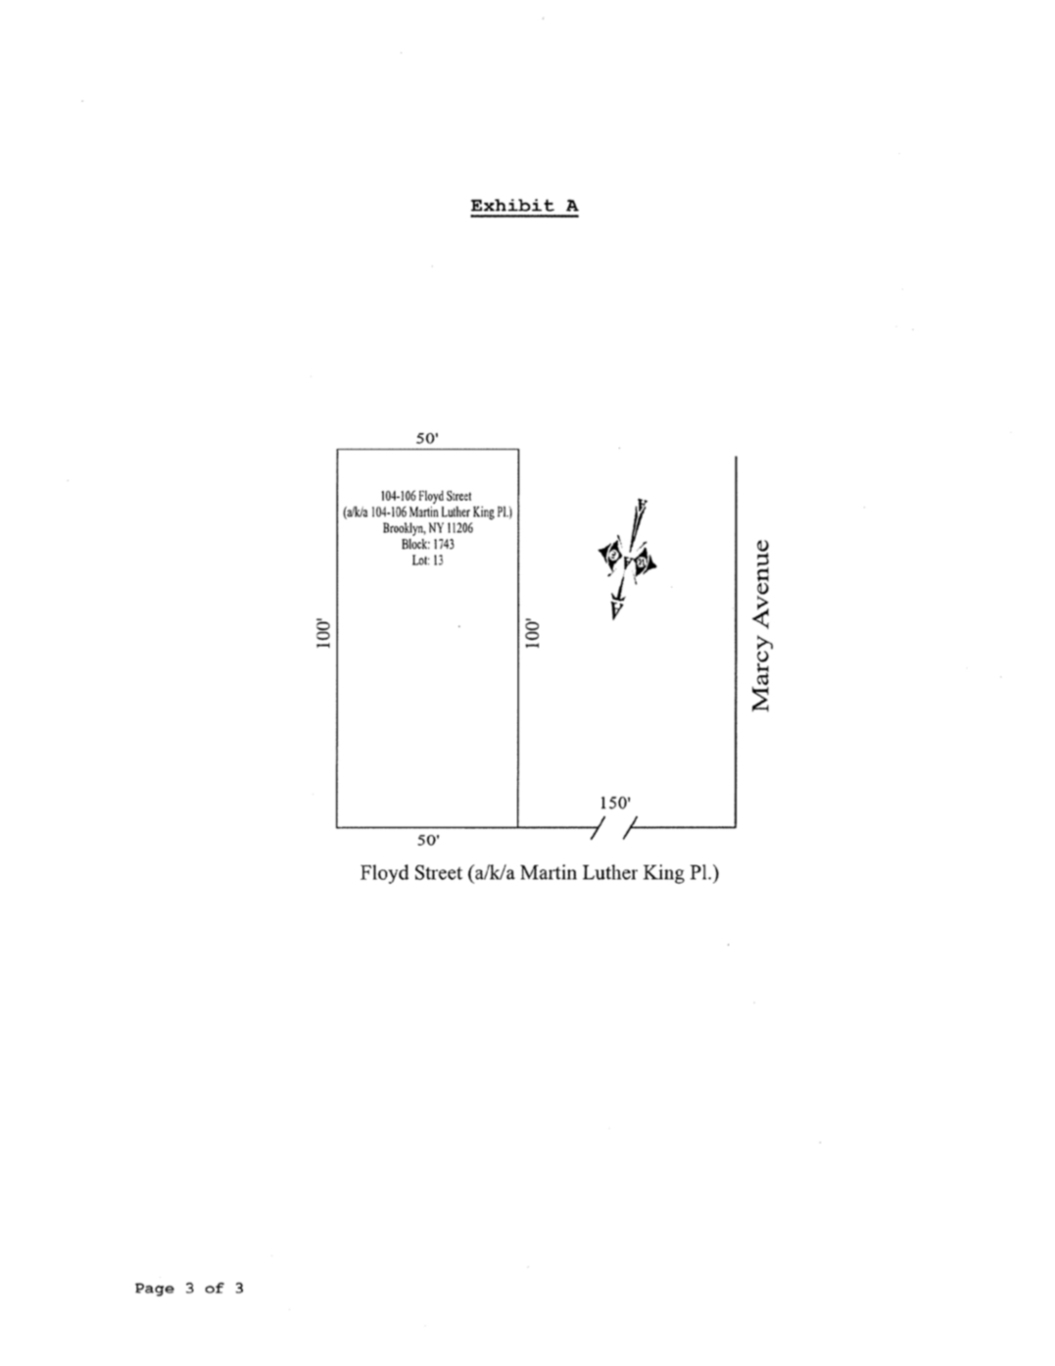 Exhibit A
50'
104-106 Floyd Street
(a/k/a 104-106 Martin Luther King Pl.)
Brooklyn, NY 11206
Block: 1743
Lot: 13
100'
100'
Marcy Avenue
150'
50'
Floyd Street (a/k/a Martin Luther King Pl.)
Page 3 of 3